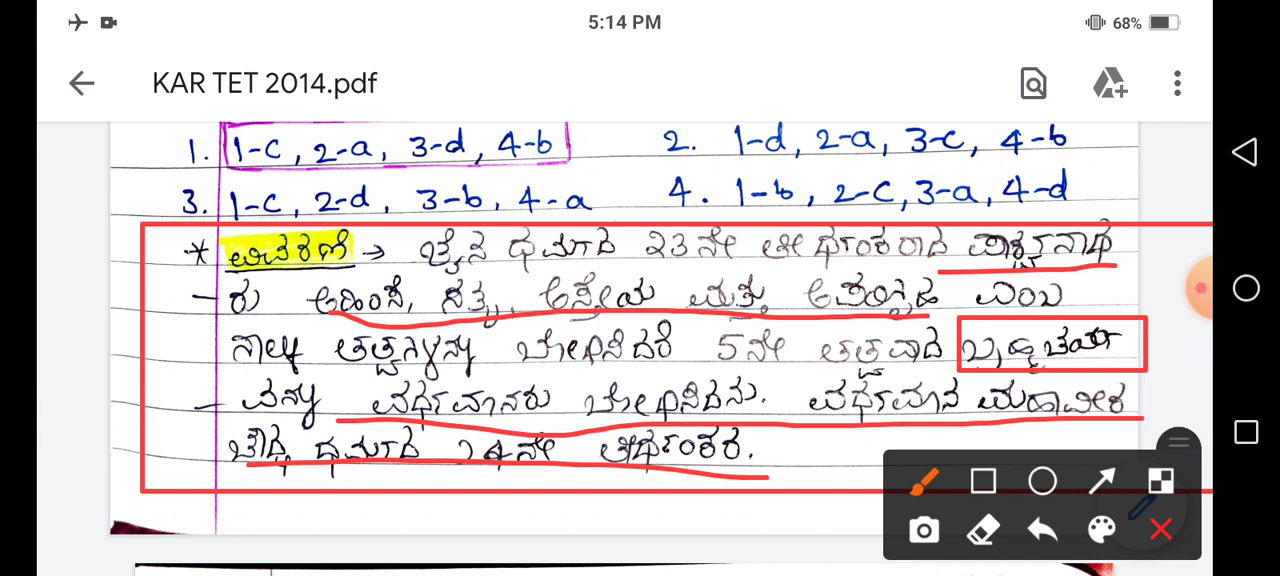 5:14 PM
68%
KAR TET 2014.pdf
1. 1-c, 2-a, 3-d, 4-b 2. 1-d, 2-a, 3-c, 4-b
3. 1-c, 2-d, 3-b, 4-a 4. 1-b, 2-c, 3-a, 4-d
* ವಿವರಣೆ → ಜೈನ ಧರ್ಮದ 23ನೇ ತೀರ್ಥಂಕರರಾದ ಪಾರ್ಶ್ವನಾಥ
- ರು ಅಹಿಂಸೆ, ಸತ್ಯ, ಅಸ್ತೇಯ ಮತ್ತು ಅಪರಿಗ್ರಹ ಎಂಬ
ನಾಲ್ಕು ತತ್ವಗಳನ್ನು ಬೋಧಿಸಿದರೆ 5ನೇ ತತ್ವವಾದ ಬ್ರಹ್ಮಚರ್ಯ
- ವನ್ನು ವರ್ಧಮಾನರು ಬೋಧಿಸಿದನು. ವರ್ಧಮಾನ ಮಹಾವೀರ
ಬೌದ್ಧ ಧರ್ಮದ 24ನೇ ತೀರ್ಥಂಕರ.